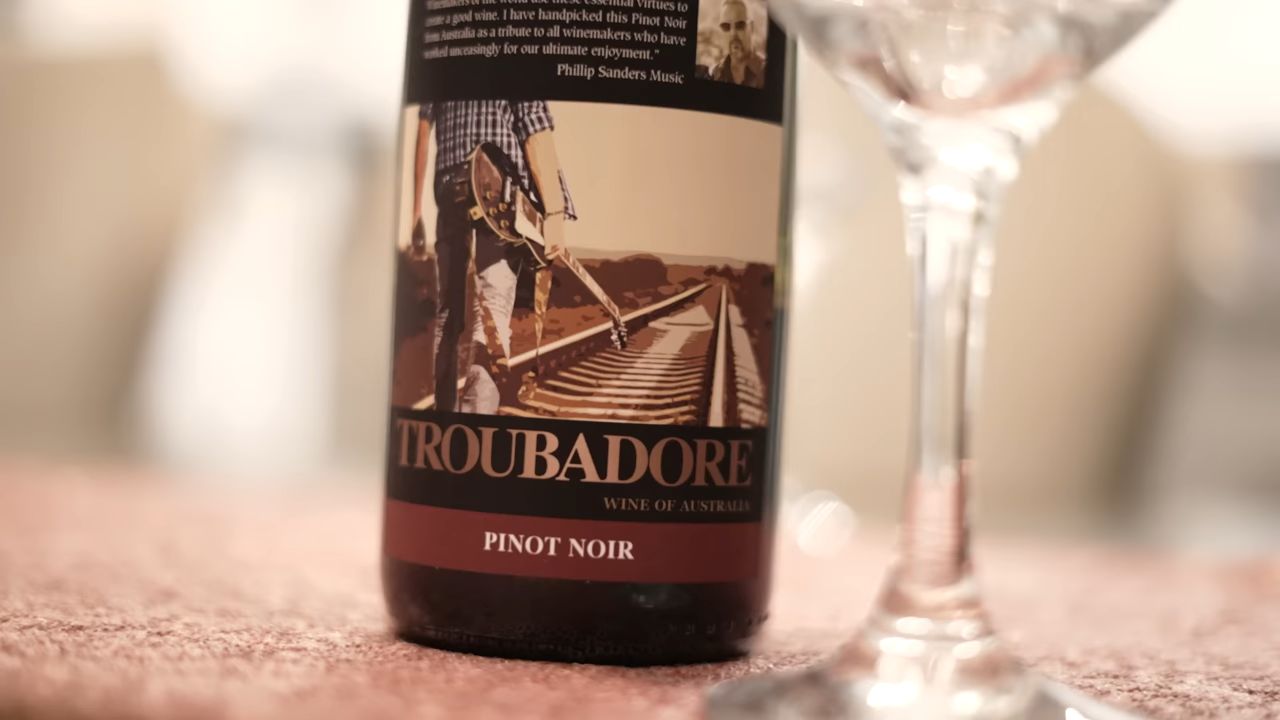 Winemakers of the world use these essential virtues to
create a good wine. I have handpicked this Pinot Noir
from Australia as a tribute to all winemakers who have
worked unceasingly for our ultimate enjoyment."
Phillip Sanders Music
TROUBADORE
WINE OF AUSTRALIA
PINOT NOIR